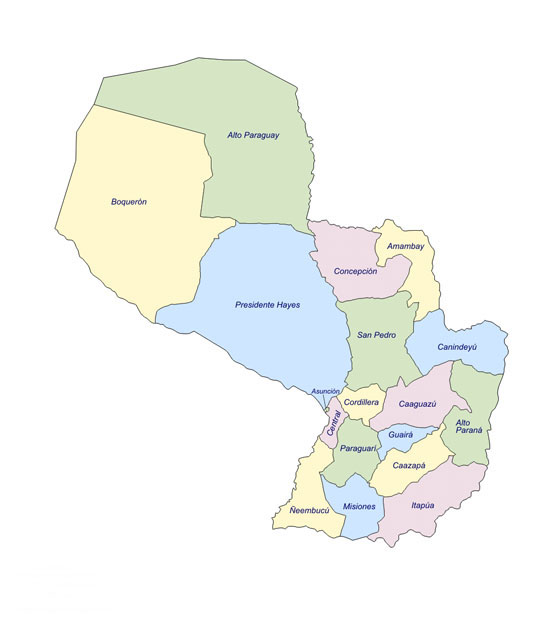 Alto Paraguay
Boquerón
Amambay
Concepción
Presidente Hayes
San Pedro
Canindeyú
Asunción
Cordillera
Caaguazú
Central
Alto
Paraná
Guairá
Paraguarí
Caazapá
Ñeembucú
Misiones
Itapúa